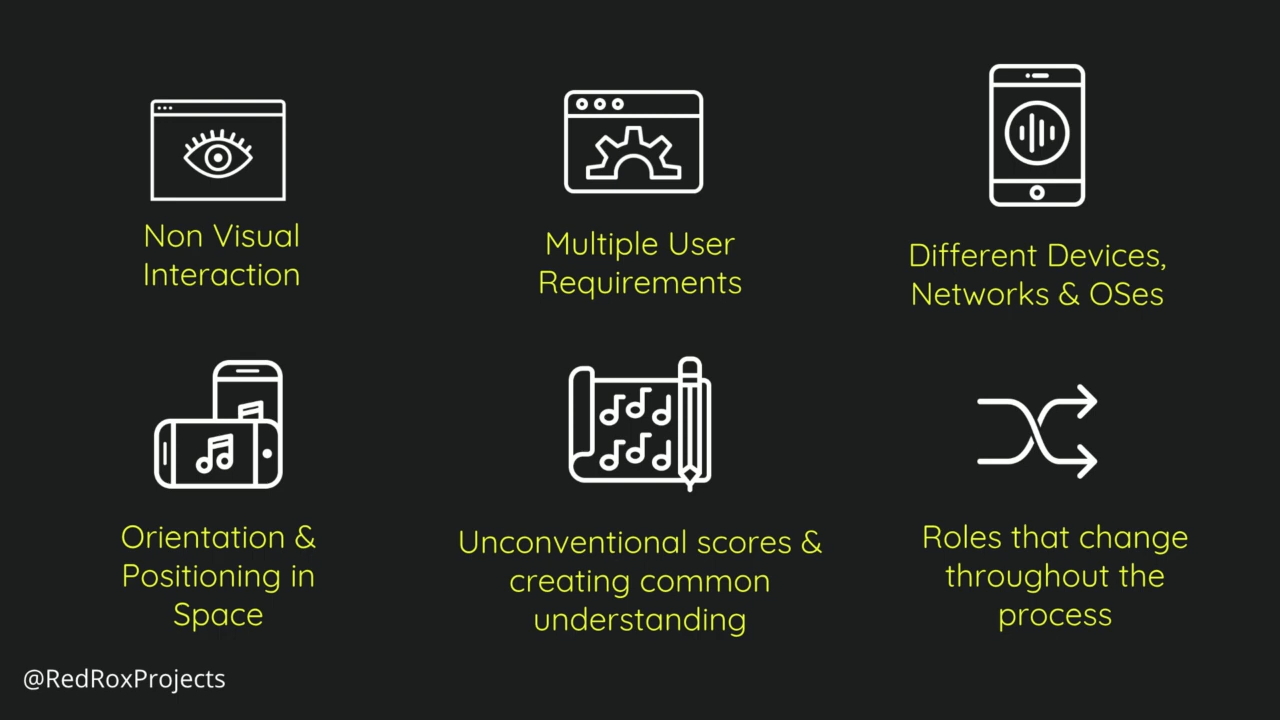 Non Visual
Interaction
Multiple User
Requirements
Different Devices,
Networks & OSes
Orientation &
Positioning in
Space
Unconventional scores &
creating common
understanding
Roles that change
throughout the
process
@RedRoxProjects